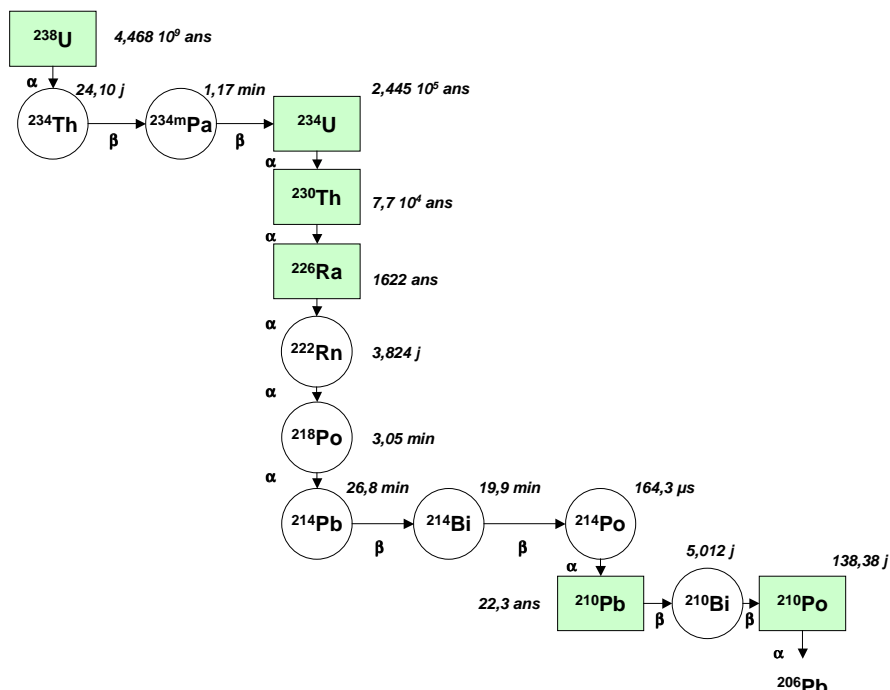 ²³⁸U 4,468 10⁹ ans
α
24,10 j 1,17 min 2,445 10⁵ ans
²³⁴Th β ²³⁴ᵐPa β ²³⁴U
α
²³⁰Th 7,7 10⁴ ans
α
²²⁶Ra 1622 ans
α
²²²Rn 3,824 j
α
²¹⁸Po 3,05 min
α
26,8 min 19,9 min 164,3 µs
²¹⁴Pb β ²¹⁴Bi β ²¹⁴Po
α
5,012 j 138,38 j
22,3 ans ²¹⁰Pb β ²¹⁰Bi β ²¹⁰Po
α
²⁰⁶Pb